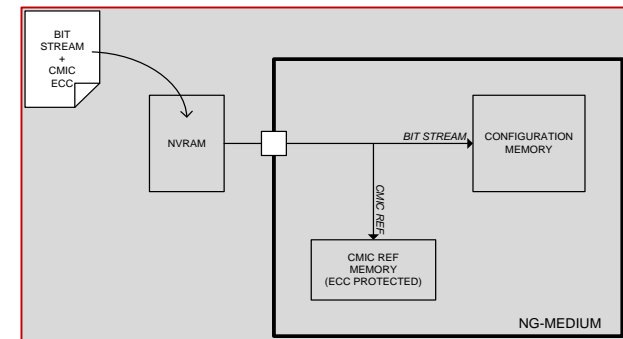 BIT
STREAM
+
CMIC
ECC
NVRAM
BIT STREAM
CONFIGURATION
MEMORY
CMIC REF
CMIC REF
MEMORY
(ECC PROTECTED)
NG-MEDIUM